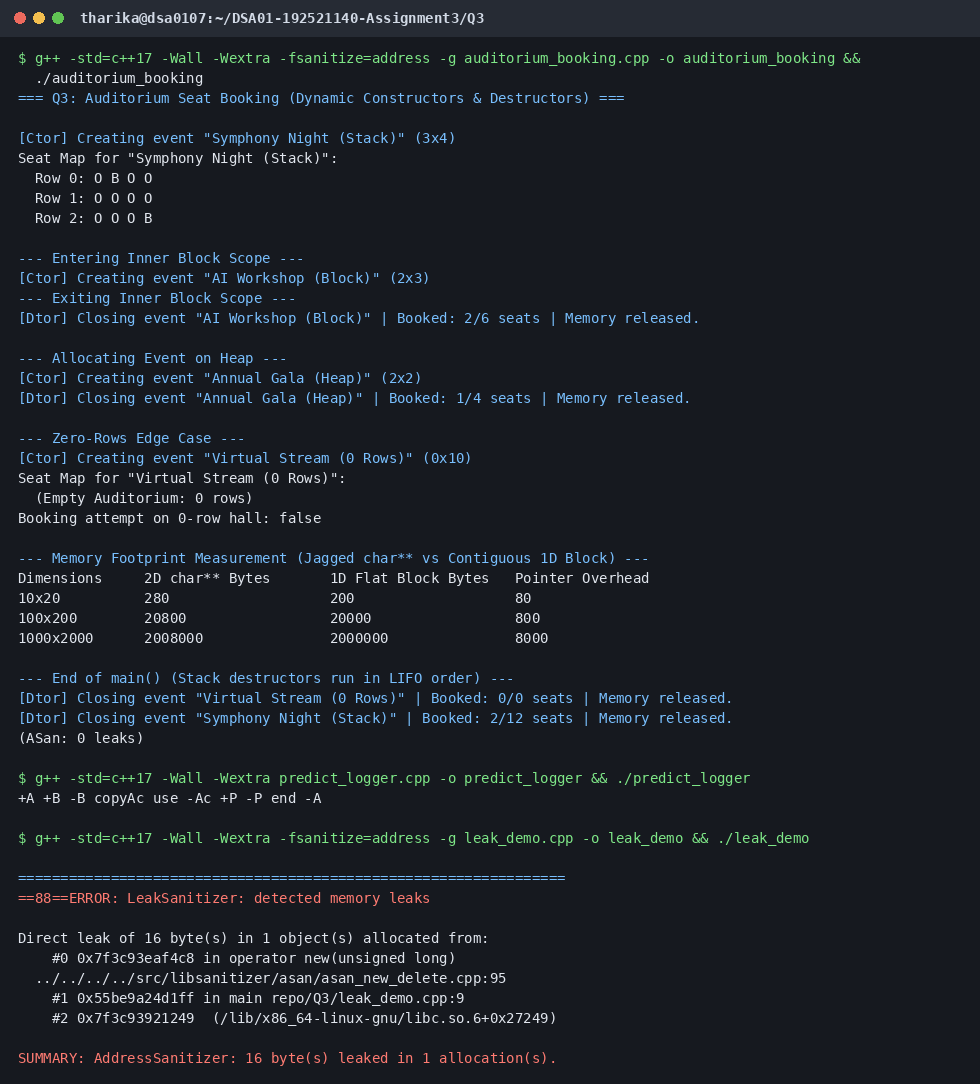 tharika@dsa0107:~/DSA01-192521140-Assignment3/Q3
$ g++ -std=c++17 -Wall -Wextra -fsanitize=address -g auditorium_booking.cpp -o auditorium_booking &&
  ./auditorium_booking
=== Q3: Auditorium Seat Booking (Dynamic Constructors & Destructors) ===

[Ctor] Creating event "Symphony Night (Stack)" (3x4)
Seat Map for "Symphony Night (Stack)":
  Row 0: O B O O
  Row 1: O O O O
  Row 2: O O O B

--- Entering Inner Block Scope ---
[Ctor] Creating event "AI Workshop (Block)" (2x3)
--- Exiting Inner Block Scope ---
[Dtor] Closing event "AI Workshop (Block)" | Booked: 2/6 seats | Memory released.

--- Allocating Event on Heap ---
[Ctor] Creating event "Annual Gala (Heap)" (2x2)
[Dtor] Closing event "Annual Gala (Heap)" | Booked: 1/4 seats | Memory released.

--- Zero-Rows Edge Case ---
[Ctor] Creating event "Virtual Stream (0 Rows)" (0x10)
Seat Map for "Virtual Stream (0 Rows)":
  (Empty Auditorium: 0 rows)
Booking attempt on 0-row hall: false

--- Memory Footprint Measurement (Jagged char** vs Contiguous 1D Block) ---
Dimensions     2D char** Bytes       1D Flat Block Bytes   Pointer Overhead
10x20          280                   200                   80
100x200        20800                 20000                 800
1000x2000      2008000               2000000               8000

--- End of main() (Stack destructors run in LIFO order) ---
[Dtor] Closing event "Virtual Stream (0 Rows)" | Booked: 0/0 seats | Memory released.
[Dtor] Closing event "Symphony Night (Stack)" | Booked: 2/12 seats | Memory released.
(ASan: 0 leaks)

$ g++ -std=c++17 -Wall -Wextra predict_logger.cpp -o predict_logger && ./predict_logger
+A +B -B copyAc use -Ac +P -P end -A

$ g++ -std=c++17 -Wall -Wextra -fsanitize=address -g leak_demo.cpp -o leak_demo && ./leak_demo

=================================================================
==88==ERROR: LeakSanitizer: detected memory leaks

Direct leak of 16 byte(s) in 1 object(s) allocated from:
    #0 0x7f3c93eaf4c8 in operator new(unsigned long)
  ../../../../src/libsanitizer/asan/asan_new_delete.cpp:95
    #1 0x55be9a24d1ff in main repo/Q3/leak_demo.cpp:9
    #2 0x7f3c93921249  (/lib/x86_64-linux-gnu/libc.so.6+0x27249)

SUMMARY: AddressSanitizer: 16 byte(s) leaked in 1 allocation(s).